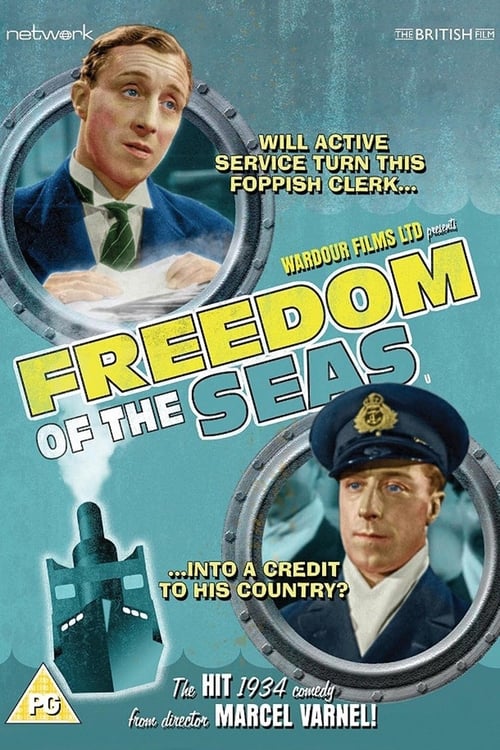 network
THE BRITISH FILM
WILL ACTIVE
SERVICE TURN THIS
FOPPISH CLERK...
WARDOUR FILMS LTD presents
FREEDOM
OF THE SEAS
U
...INTO A CREDIT
TO HIS COUNTRY?
The HIT 1934 comedy
from director MARCEL VARNEL!
PG